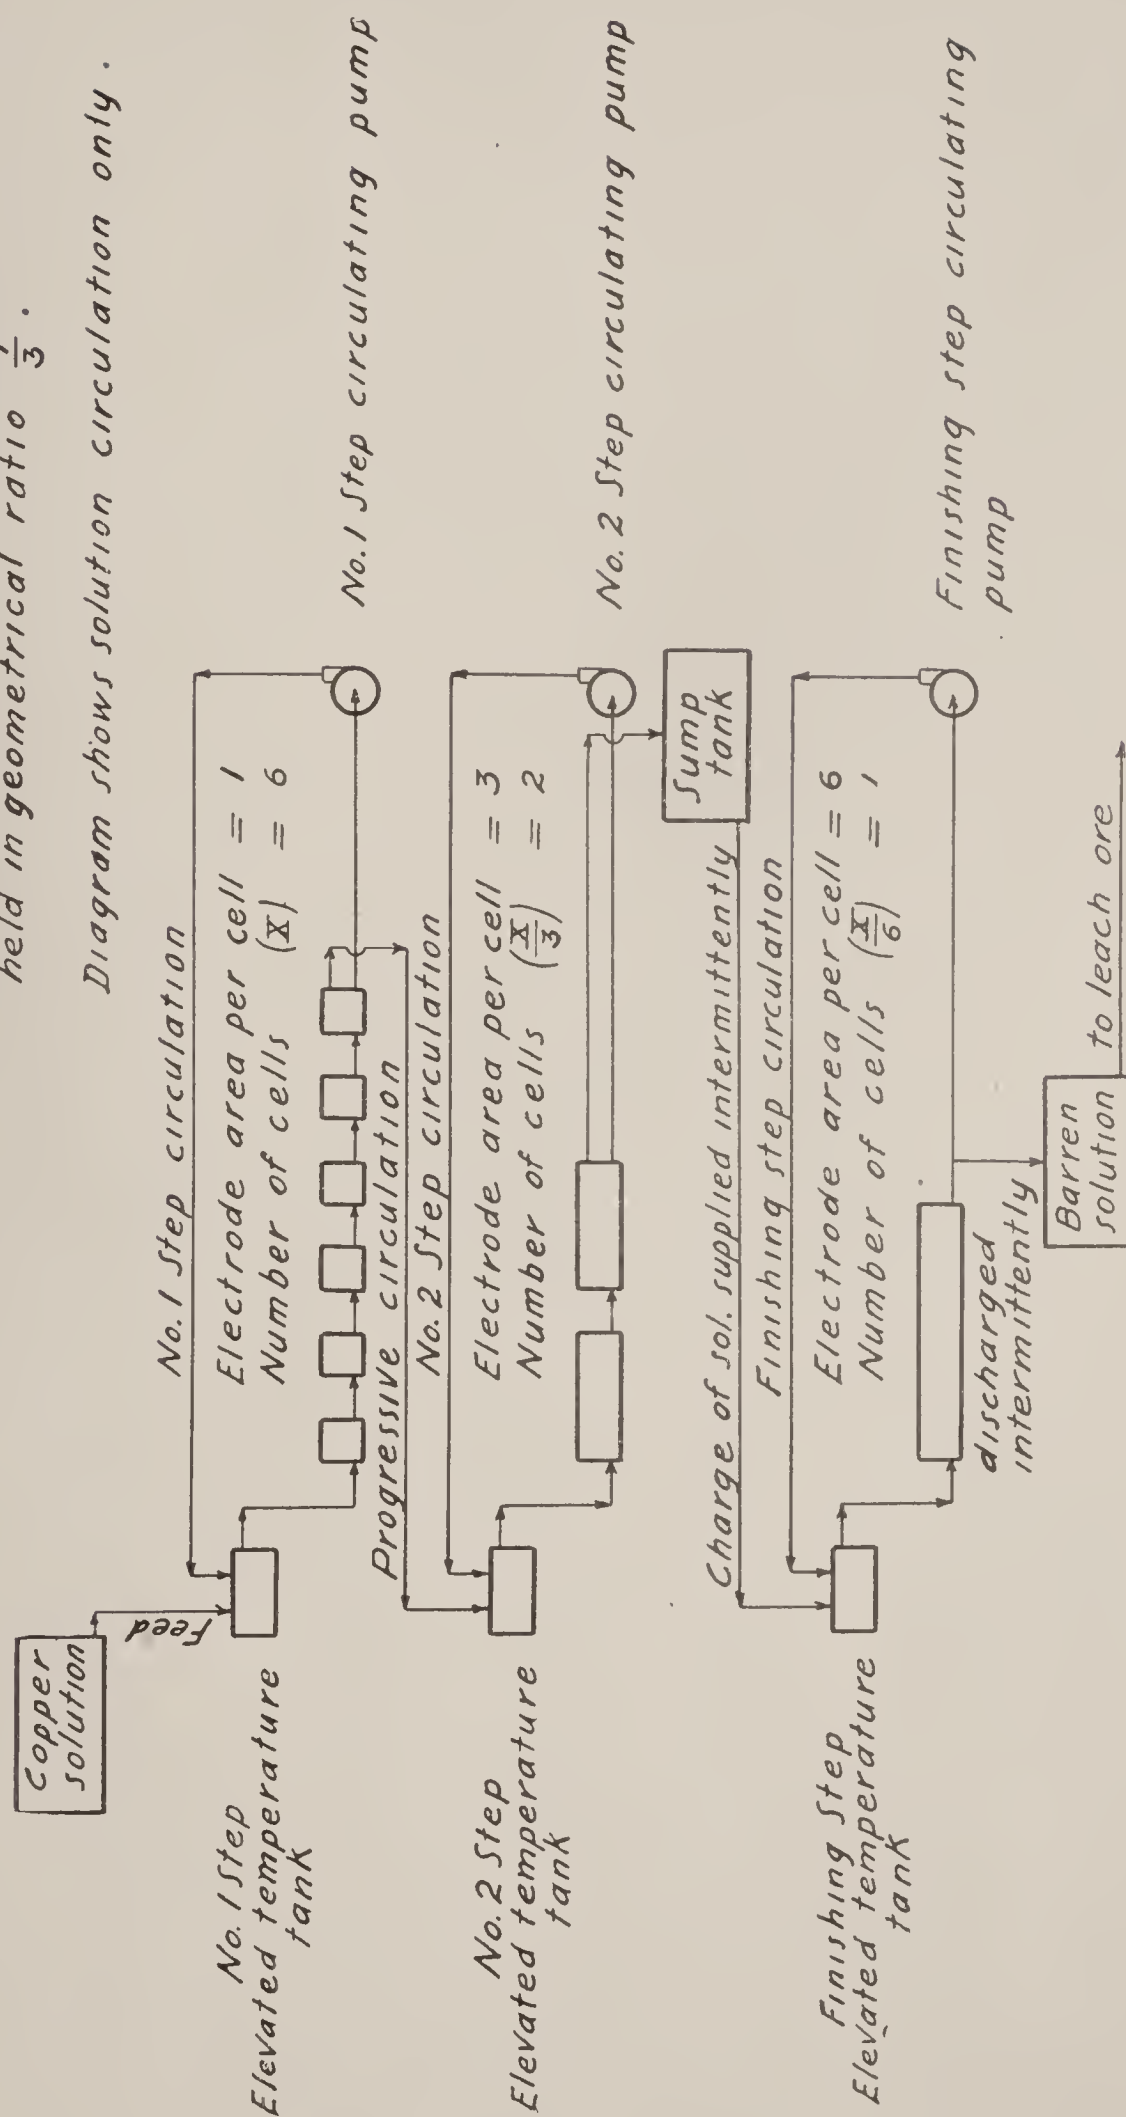 held in geometrical ratio 1/3.
Diagram shows solution circulation only.
Copper
solution
Feed
No. 1 Step circulation
No. 1 Step
Elevated temperature
tank
Electrode area per cell = 1
Number of cells (X) = 6
No. 1 Step circulating pump
Progressive circulation
No. 2 Step circulation
No. 2 Step
Elevated temperature
tank
Electrode area per cell = 3
Number of cells (X/3) = 2
No. 2 Step circulating pump
Sump
tank
Charge of sol. supplied intermittently
Finishing step circulation
Finishing Step
Elevated temperature
tank
Electrode area per cell = 6
Number of cells (X/6) = 1
Finishing step circulating
pump
discharged
intermittently
Barren
solution
to leach ore